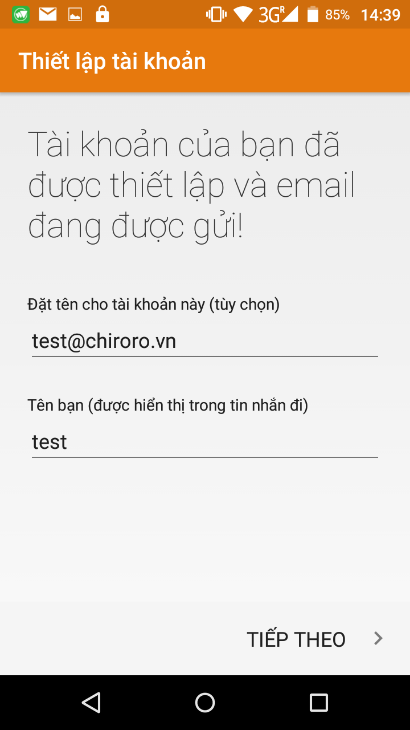 3G R 85% 14:39
Thiết lập tài khoản
Tài khoản của bạn đã
được thiết lập và email
đang được gửi!
Đặt tên cho tài khoản này (tùy chọn)
test@chiroro.vn
Tên bạn (được hiển thị trong tin nhắn đi)
test
TIẾP THEO